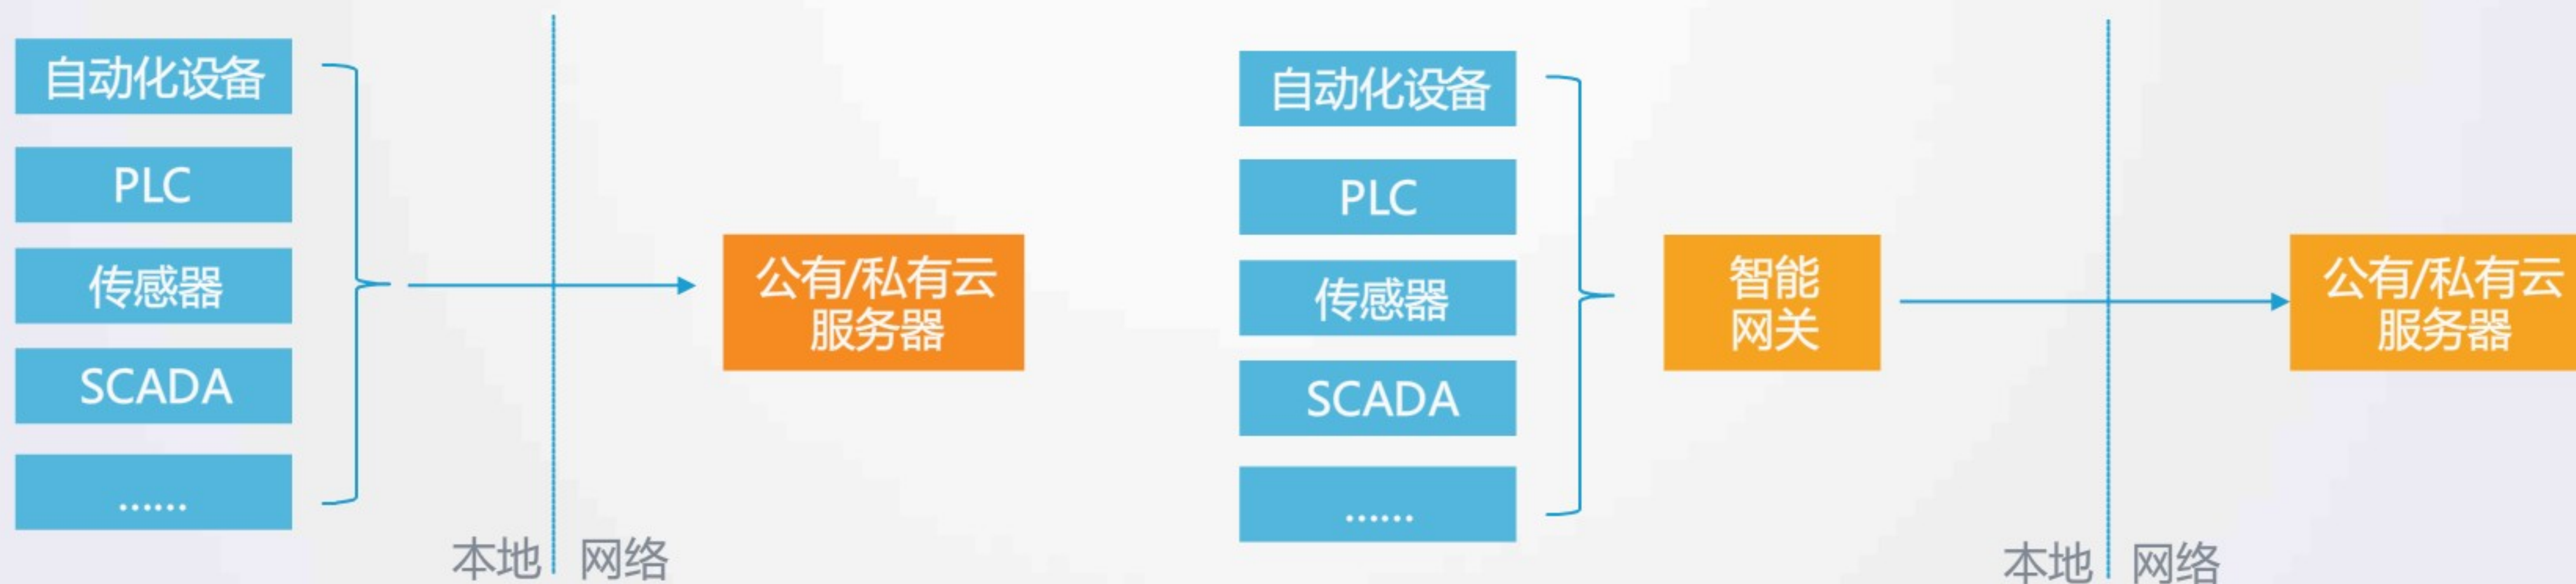 自动化设备
PLC
传感器
SCADA
……
公有/私有云
服务器
本地
网络
自动化设备
PLC
传感器
SCADA
……
智能
网关
公有/私有云
服务器
本地
网络